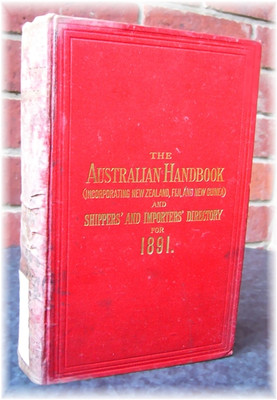 THE
AUSTRALIAN HANDBOOK
(INCORPORATING NEW ZEALAND, FIJI, AND NEW GUINEA)
AND
SHIPPERS' AND IMPORTERS' DIRECTORY
FOR
1891.